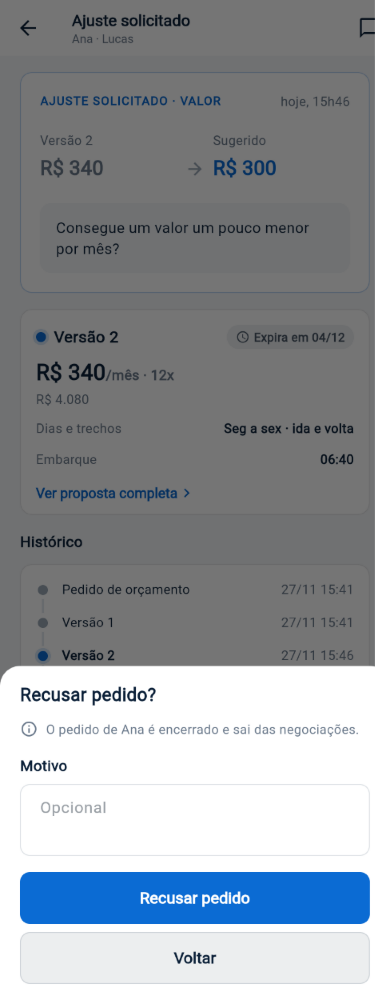 Ajuste solicitado
Ana · Lucas
AJUSTE SOLICITADO · VALOR
hoje, 15h46
Versão 2
Sugerido
R$ 340
→ R$ 300
Consegue um valor um pouco menor
por mês?
Versão 2
Expira em 04/12
R$ 340/mês · 12x
R$ 4.080
Dias e trechos
Seg a sex · ida e volta
Embarque
06:40
Ver proposta completa >
Histórico
Pedido de orçamento
27/11 15:41
Versão 1
27/11 15:41
Versão 2
27/11 15:46
Recusar pedido?
O pedido de Ana é encerrado e sai das negociações.
Motivo
Opcional
Recusar pedido
Voltar